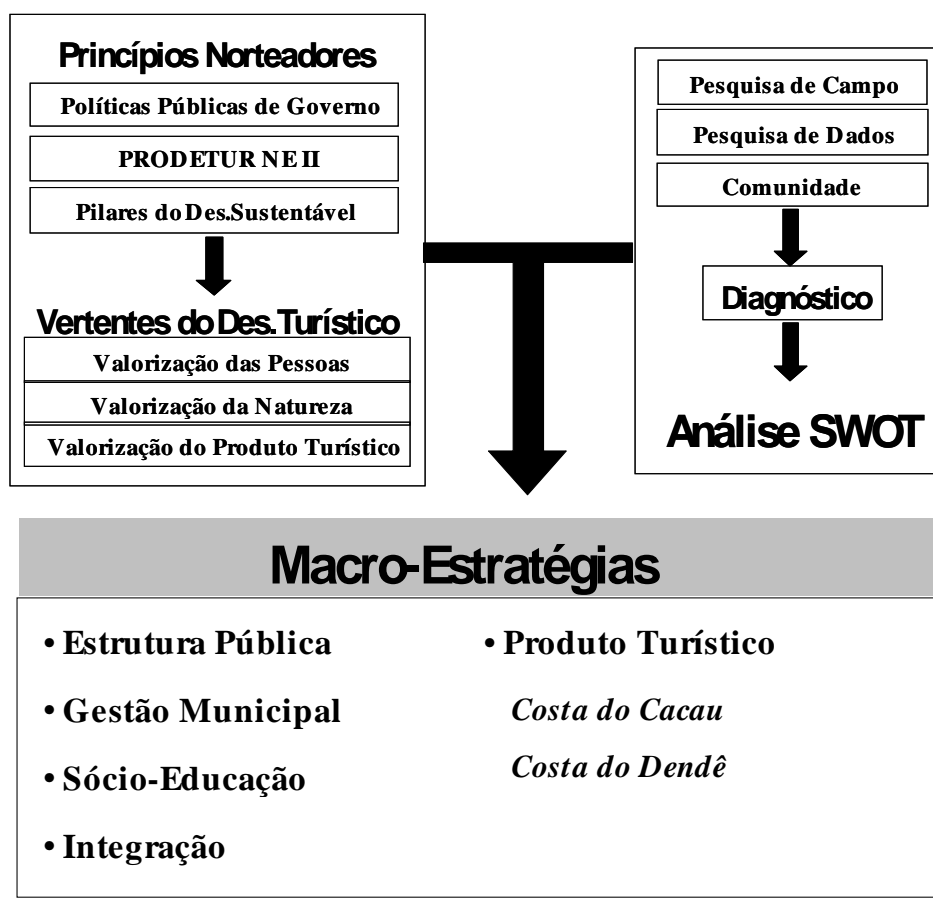 Princípios Norteadores
Políticas Públicas de Governo
PRODETUR NE II
Pilares do Des.Sustentável
Vertentes do Des.Turístico
Valorização das Pessoas
Valorização da Natureza
Valorização do Produto Turístico
Pesquisa de Campo
Pesquisa de Dados
Comunidade
Diagnóstico
Análise SWOT
Macro-Estratégias
• Estrutura Pública
• Gestão Municipal
• Sócio-Educação
• Integração
• Produto Turístico
Costa do Cacau
Costa do Dendê